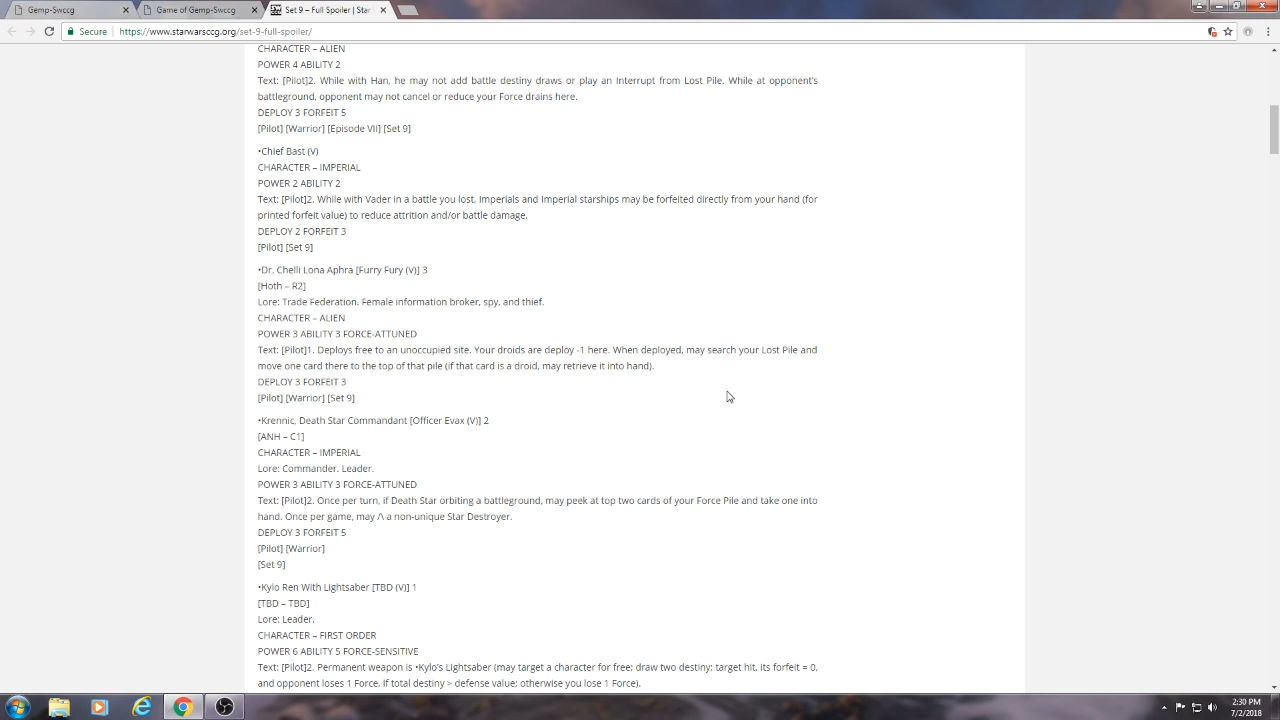 Gemp-Swccg
Game of Gemp-Swccg
Set 9 – Full Spoiler | Star
Secure
https://www.starwarsccg.org/set-9-full-spoiler/
CHARACTER – ALIEN
POWER 4 ABILITY 2
Text: [Pilot]2. While with Han, he may not add battle destiny draws or play an Interrupt from Lost Pile. While at opponent's
battleground, opponent may not cancel or reduce your Force drains here.
DEPLOY 3 FORFEIT 5
[Pilot] [Warrior] [Episode VII] [Set 9]
•Chief Bast (V)
CHARACTER – IMPERIAL
POWER 2 ABILITY 2
Text: [Pilot]2. While with Vader in a battle you lost, Imperials and Imperial starships may be forfeited directly from your hand (for
printed forfeit value) to reduce attrition and/or battle damage.
DEPLOY 2 FORFEIT 3
[Pilot] [Set 9]
•Dr. Chelli Lona Aphra [Furry Fury (V)] 3
[Hoth – R2]
Lore: Trade Federation. Female information broker, spy, and thief.
CHARACTER – ALIEN
POWER 3 ABILITY 3 FORCE-ATTUNED
Text: [Pilot]1. Deploys free to an unoccupied site. Your droids are deploy -1 here. When deployed, may search your Lost Pile and
move one card there to the top of that pile (if that card is a droid, may retrieve it into hand).
DEPLOY 3 FORFEIT 3
[Pilot] [Warrior] [Set 9]
•Krennic, Death Star Commandant [Officer Evax (V)] 2
[ANH – C1]
CHARACTER – IMPERIAL
Lore: Commander. Leader.
POWER 3 ABILITY 3 FORCE-ATTUNED
Text: [Pilot]2. Once per turn, if Death Star orbiting a battleground, may peek at top two cards of your Force Pile and take one into
hand. Once per game, may /\ a non-unique Star Destroyer.
DEPLOY 3 FORFEIT 5
[Pilot] [Warrior]
[Set 9]
•Kylo Ren With Lightsaber [TBD (V)] 1
[TBD – TBD]
Lore: Leader.
CHARACTER – FIRST ORDER
POWER 6 ABILITY 5 FORCE-SENSITIVE
Text: [Pilot]2. Permanent weapon is •Kylo's Lightsaber (may target a character for free; draw two destiny; target hit, its forfeit = 0,
and opponent loses 1 Force, if total destiny > defense value; otherwise you lose 1 Force).
2:30 PM
7/2/2018